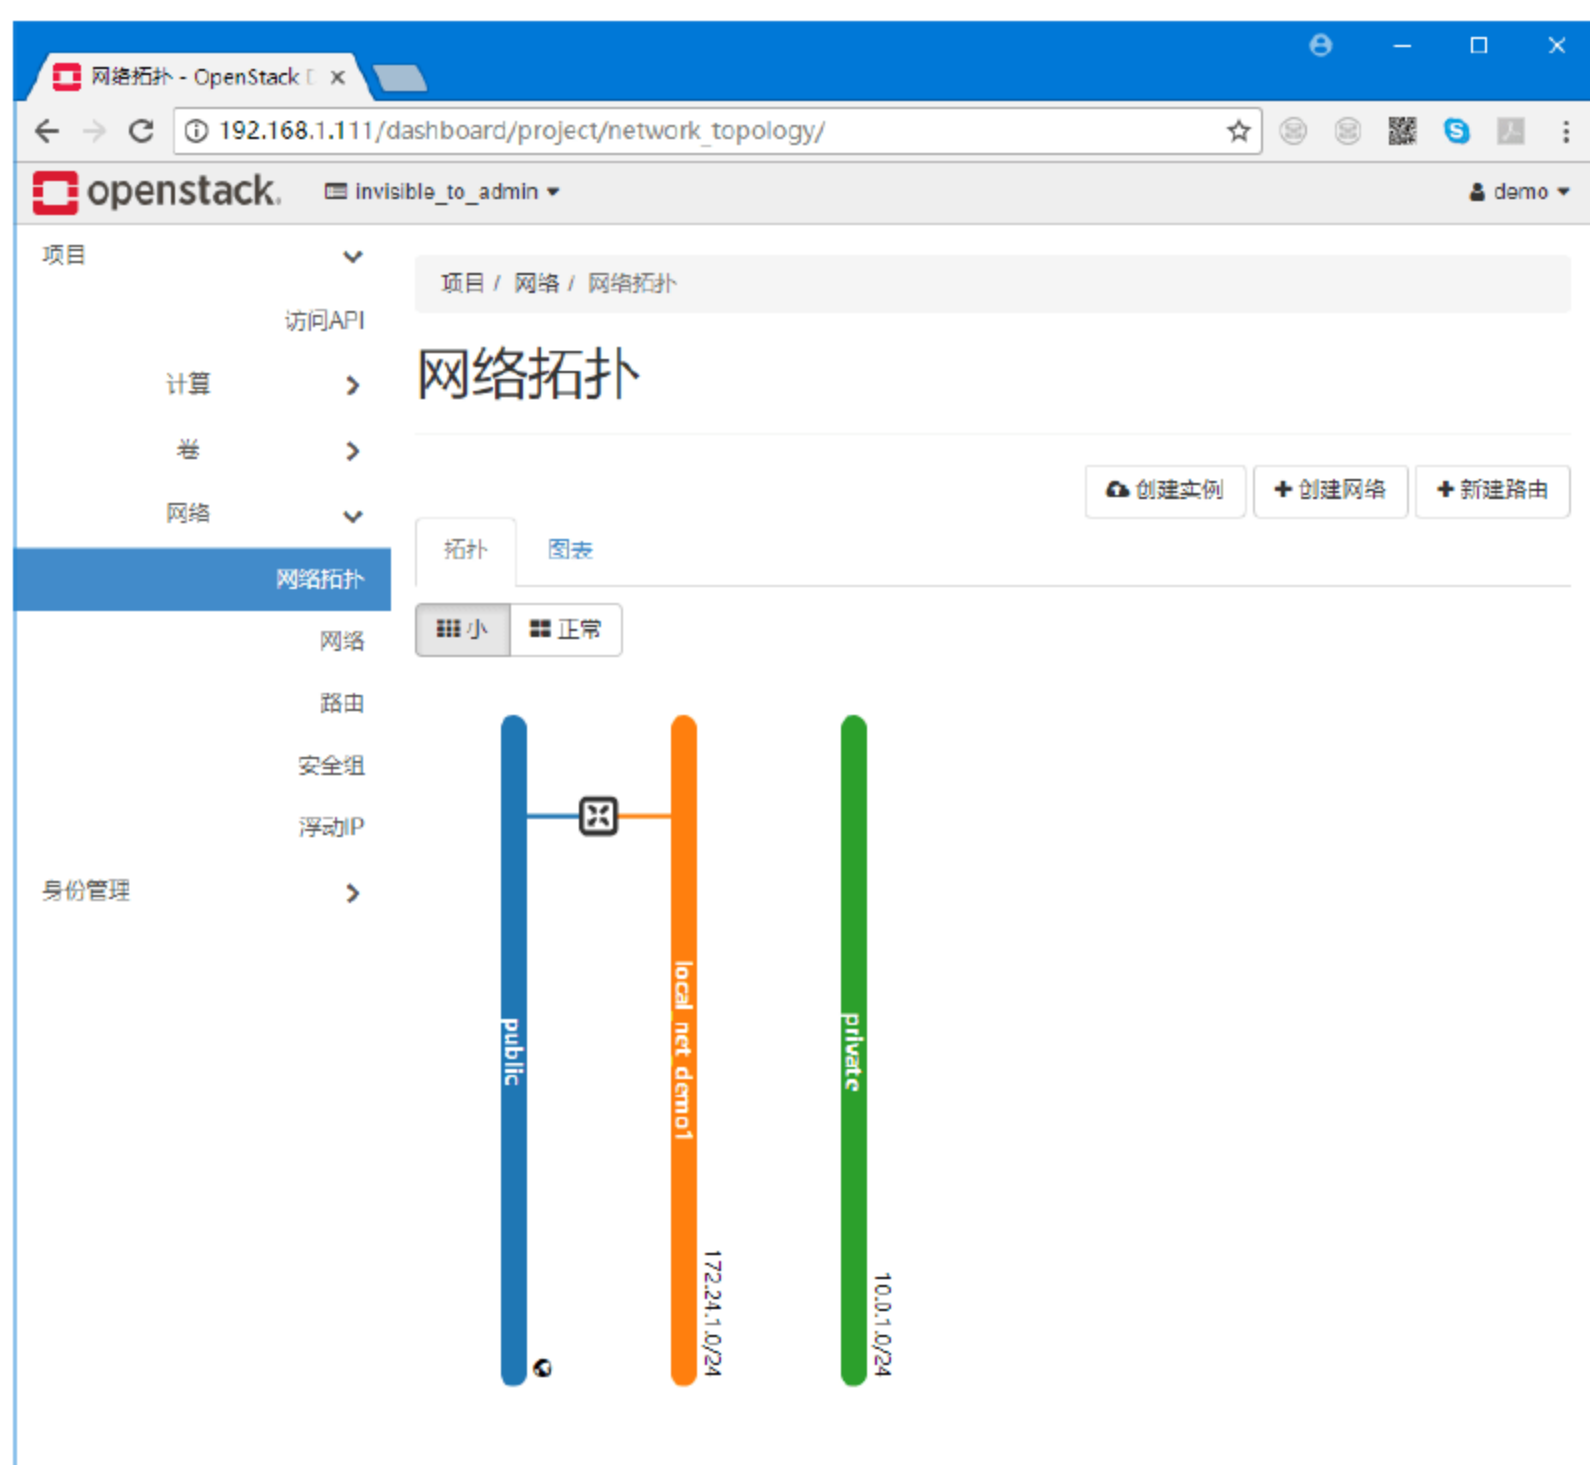 网络拓扑 - OpenStack D
192.168.1.111/dashboard/project/network_topology/
openstack.
invisible_to_admin
demo
项目
访问API
计算
卷
网络
网络拓扑
网络
路由
安全组
浮动IP
身份管理
项目 / 网络 / 网络拓扑
网络拓扑
创建实例
创建网络
新建路由
拓扑
图表
小
正常
public
local_net_demo1
172.24.1.0/24
private
10.0.1.0/24